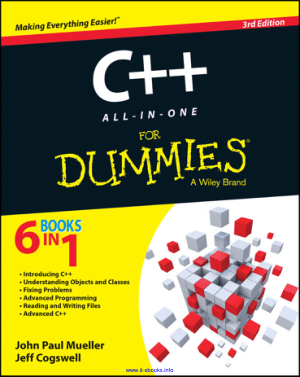 Making Everything Easier!™
3rd Edition
C++
ALL-IN-ONE
FOR
DUMMIES®
A Wiley Brand
6 BOOKS
IN 1
• Introducing C++
• Understanding Objects and Classes
• Fixing Problems
• Advanced Programming
• Reading and Writing Files
• Advanced C++
John Paul Mueller
Jeff Cogswell
www.it-ebooks.info